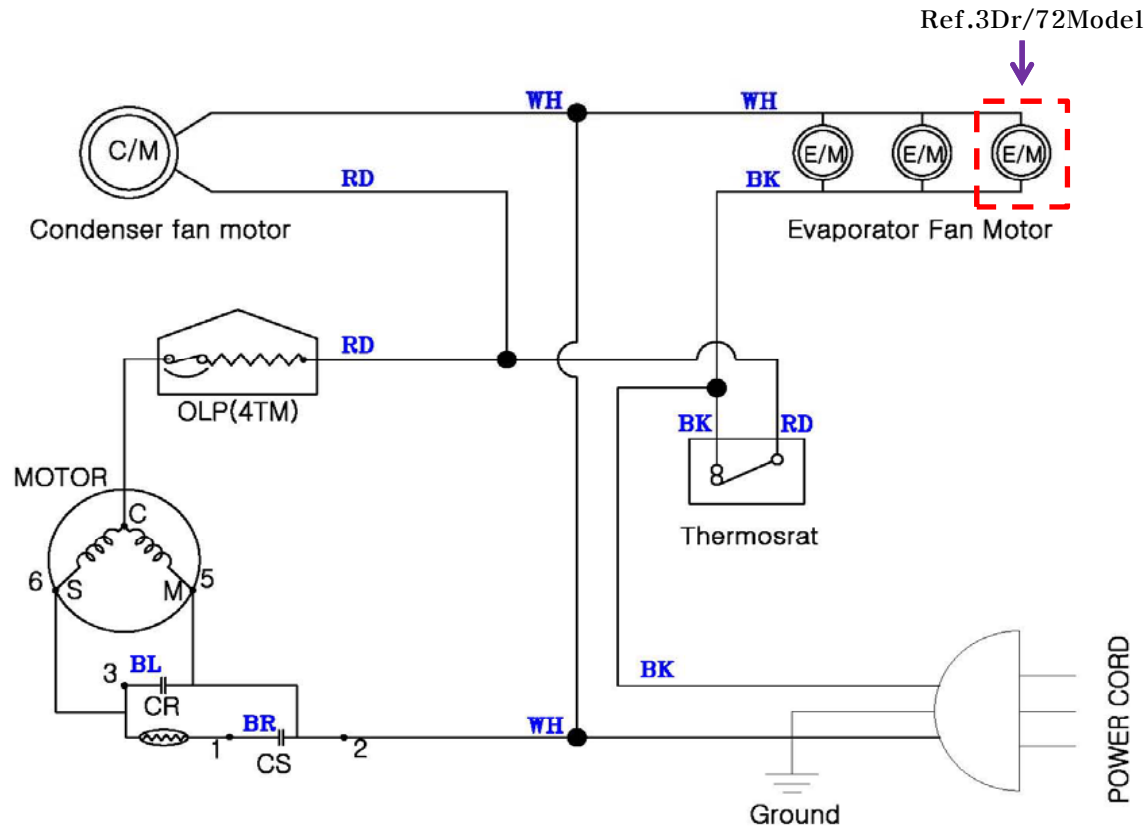 Ref.3Dr/72Model
WH
WH
C/M
E/M
E/M
E/M
RD
BK
Condenser fan motor
Evaporator Fan Motor
RD
OLP(4TM)
BK
RD
MOTOR
C
Thermosrat
6
S
M
5
3
BL
BK
CR
BR
WH
1
CS
2
POWER CORD
Ground